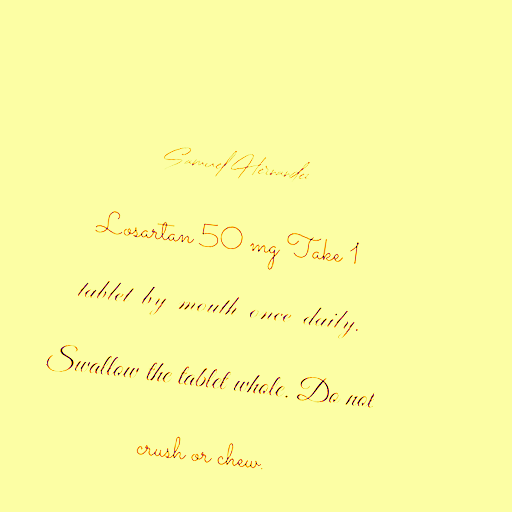 Samuel Hernandez
Losartan 50 mg Take 1
tablet by mouth once daily.
Swallow the tablet whole. Do not
crush or chew.